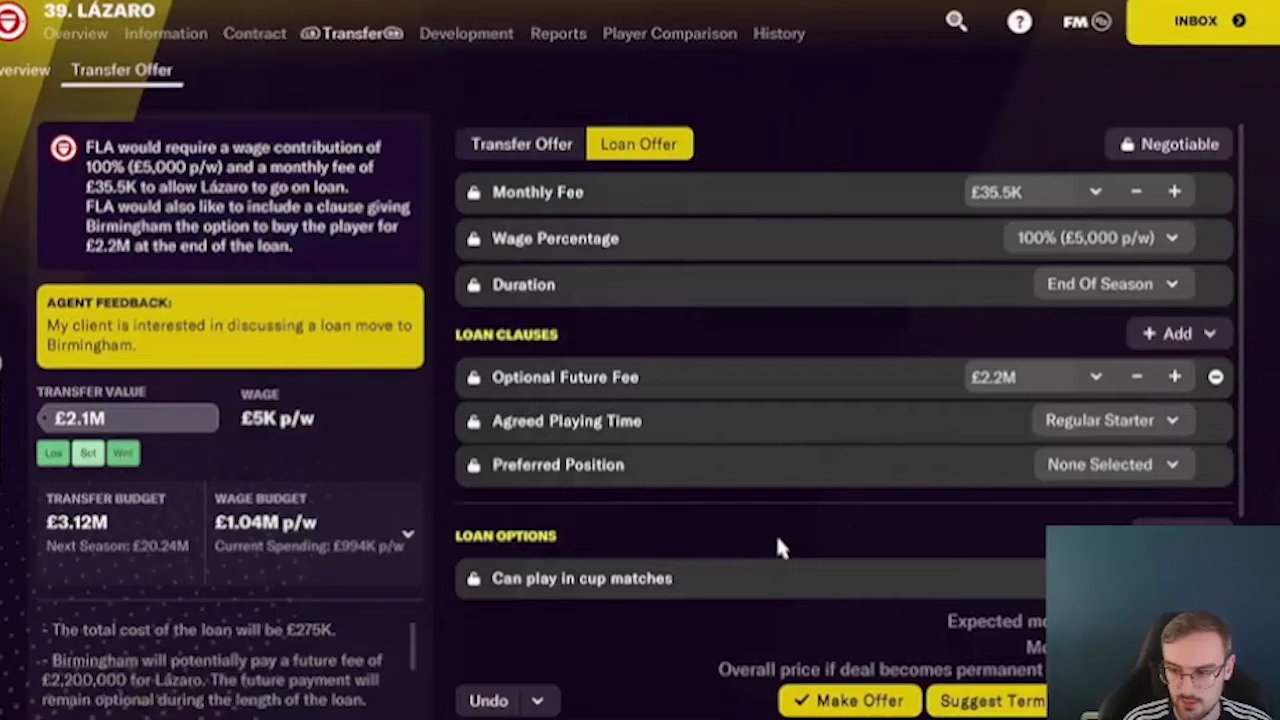 39. LÁZARO
Overview Information Contract Transfer Development Reports Player Comparison History
FM
INBOX
verview Transfer Offer
FLA would require a wage contribution of
100% (£5,000 p/w) and a monthly fee of
£35.5K to allow Lázaro to go on loan.
FLA would also like to include a clause giving
Birmingham the option to buy the player for
£2.2M at the end of the loan.
AGENT FEEDBACK:
My client is interested in discussing a loan move to
Birmingham.
TRANSFER VALUE WAGE
£2.1M £5K p/w
Loa Sct Wnt
TRANSFER BUDGET WAGE BUDGET
£3.12M £1.04M p/w
Next Season: £20.24M Current Spending: £994K p/w
- The total cost of the loan will be £275K.
- Birmingham will potentially pay a future fee of
£2,200,000 for Lázaro. The future payment will
remain optional during the length of the loan.
Transfer Offer Loan Offer Negotiable
Monthly Fee £35.5K
Wage Percentage 100% (£5,000 p/w)
Duration End Of Season
LOAN CLAUSES + Add
Optional Future Fee £2.2M
Agreed Playing Time Regular Starter
Preferred Position None Selected
LOAN OPTIONS
Can play in cup matches
Expected mo
Mo
Overall price if deal becomes permanent
Undo Make Offer Suggest Term